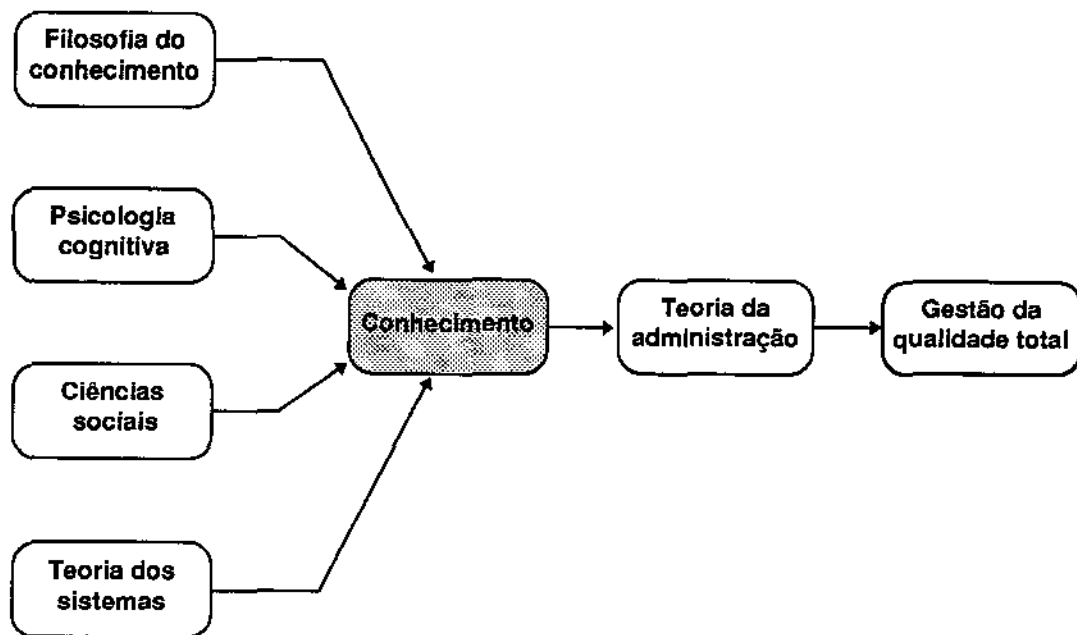 Filosofia do
conhecimento
Psicologia
cognitiva
Conhecimento
Teoria da
administração
Gestão da
qualidade total
Ciências
sociais
Teoria dos
sistemas